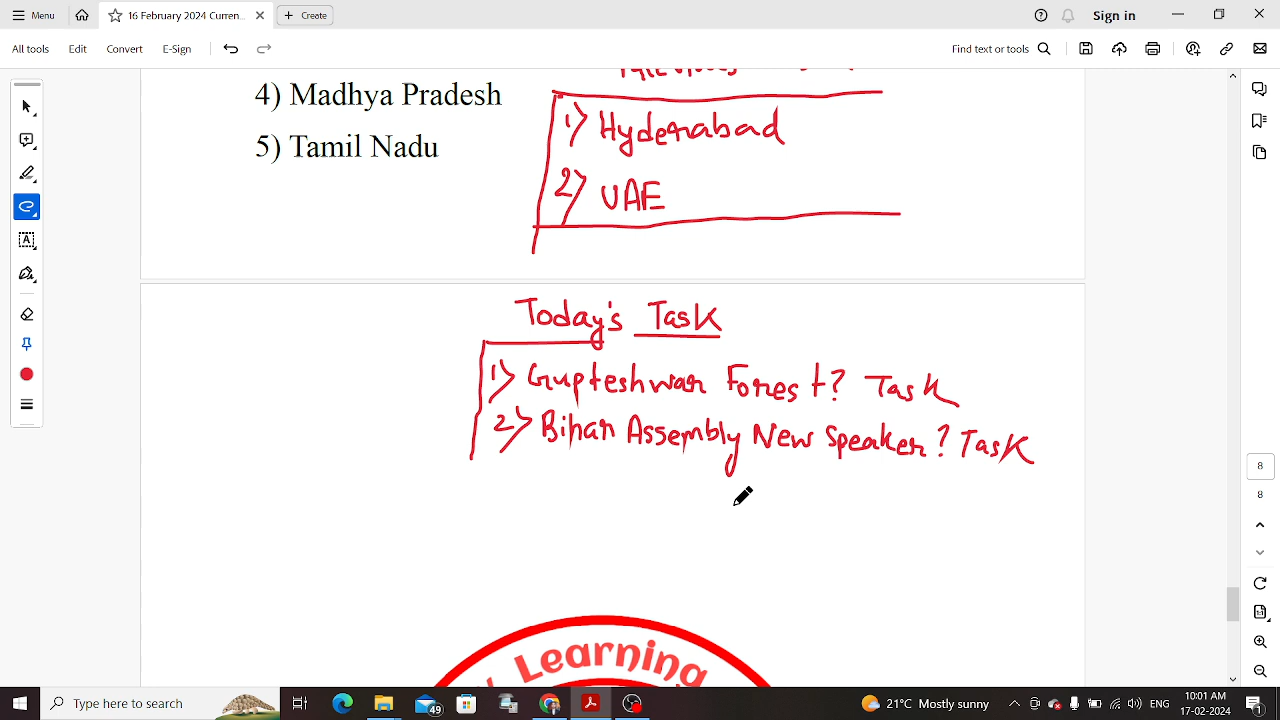 Menu
16 February 2024 Curren...
Create
Sign in
All tools
Edit
Convert
E-Sign
Find text or tools
4) Madhya Pradesh
5) Tamil Nadu
1) Hyderabad
2) UAE
Today's Task
1) Gupteshwar Forest? Task
2) Bihar Assembly New Speaker? Task
Learning
8
8
Type here to search
49
21°C Mostly sunny
ENG
10:01 AM
17-02-2024